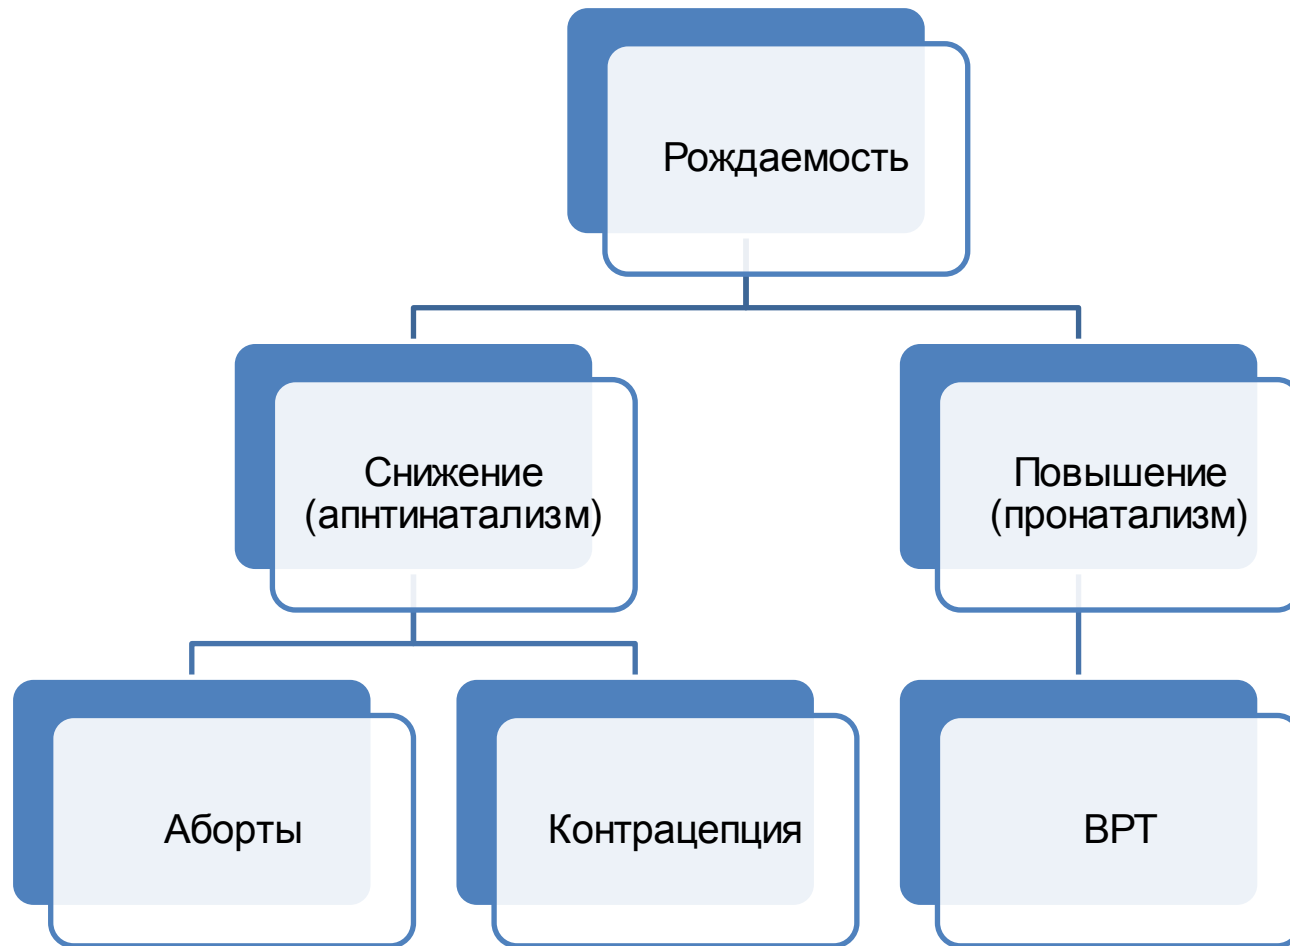 Рождаемость
Снижение
(апнтинатализм)
Повышение
(пронатализм)
Аборты
Контрацепция
ВРТ